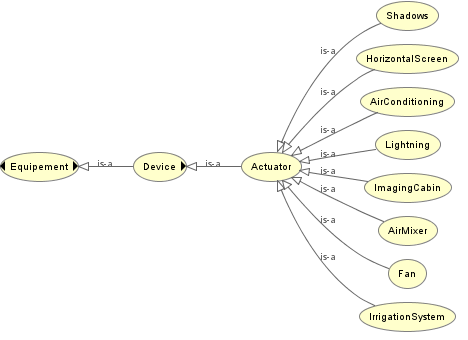 Shadows
is-a
HorizontalScreen
is-a
AirConditioning
is-a
Lightning
is-a
Equipement
is-a
Device
is-a
Actuator
is-a
ImagingCabin
is-a
AirMixer
is-a
Fan
is-a
IrrigationSystem